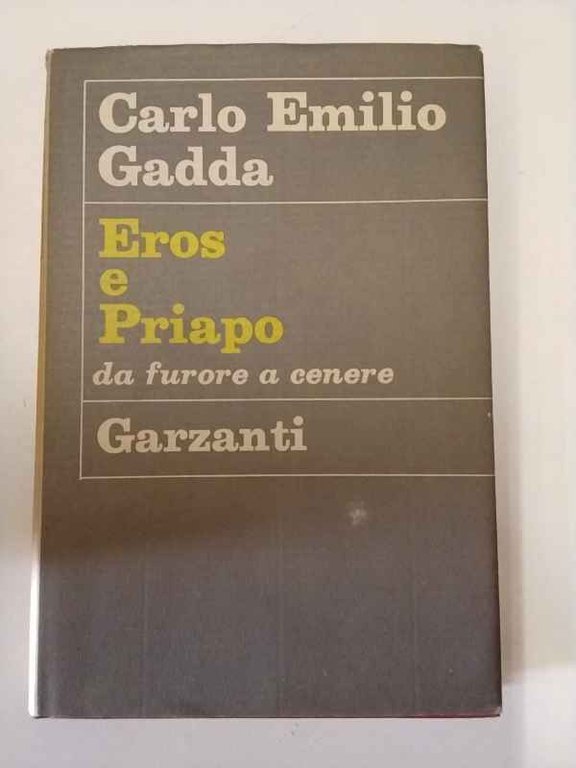 Carlo Emilio
Gadda
Eros
e
Priapo
da furore a cenere
Garzanti